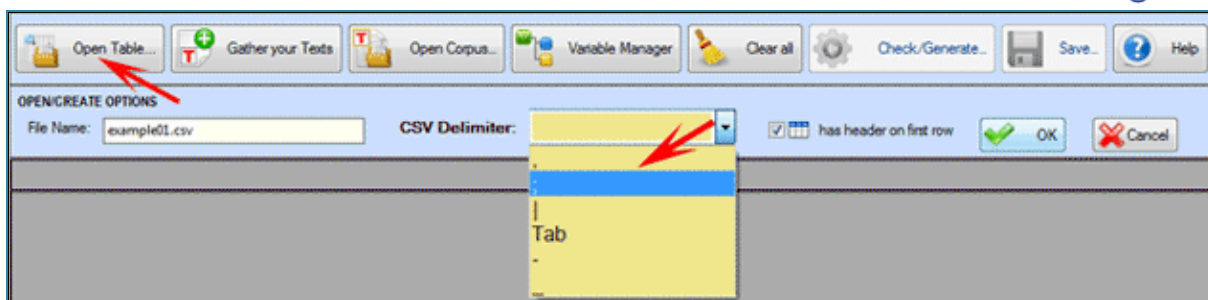 Open Table... Gather your Texts Open Corpus... Variable Manager Clear all Check/Generate... Save... Help
OPEN/CREATE OPTIONS
File Name: example01.csv CSV Delimiter: has header on first row OK Cancel
,
;
|
Tab
-
_